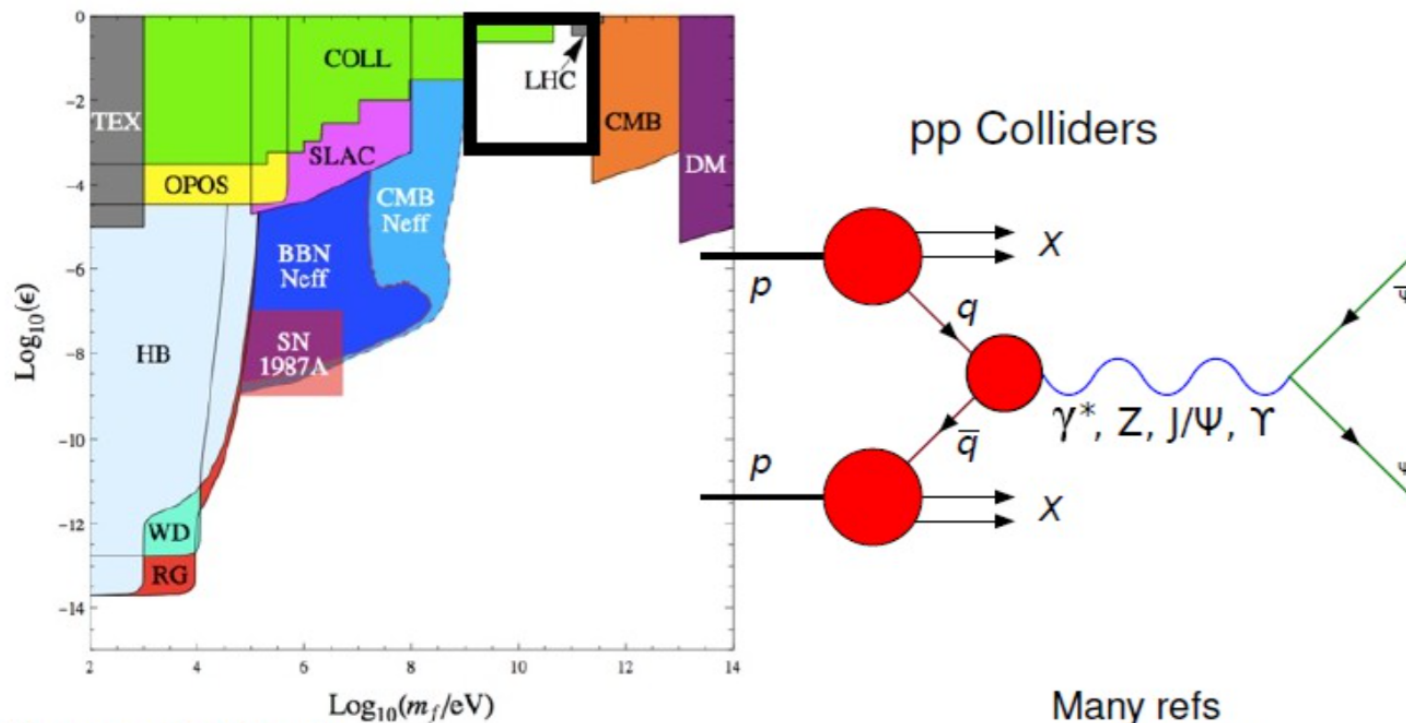 0
-2
-4
-6
-8
-10
-12
-14
Log₁₀(ϵ)
TEX
COLL
OPOS
SLAC
LHC
CMB
DM
CMB
Neff
BBN
Neff
SN
1987A
HB
WD
RG
2
4
6
8
10
12
14
Log₁₀(m_f/eV)
pp Colliders
p
X
q
γ*, Z, J/Ψ, ϒ
q̅
p
X
Ψ̅
Ψ
Many refs